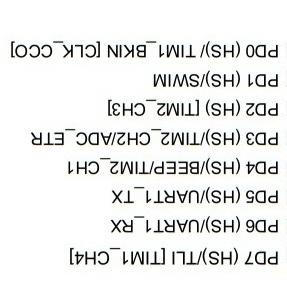 PD7 (HS)/TLI [TIM1_CH4]
PD6 (HS)/UART1_RX
PD5 (HS)/UART1_TX
PD4 (HS)/BEEP/TIM2_CH1
PD3 (HS)/TIM2_CH2/ADC_ETR
PD2 (HS) [TIM2_CH3]
PD1 (HS)/SWIM
PD0 (HS)/ TIM1_BKIN [CLK_CCO]